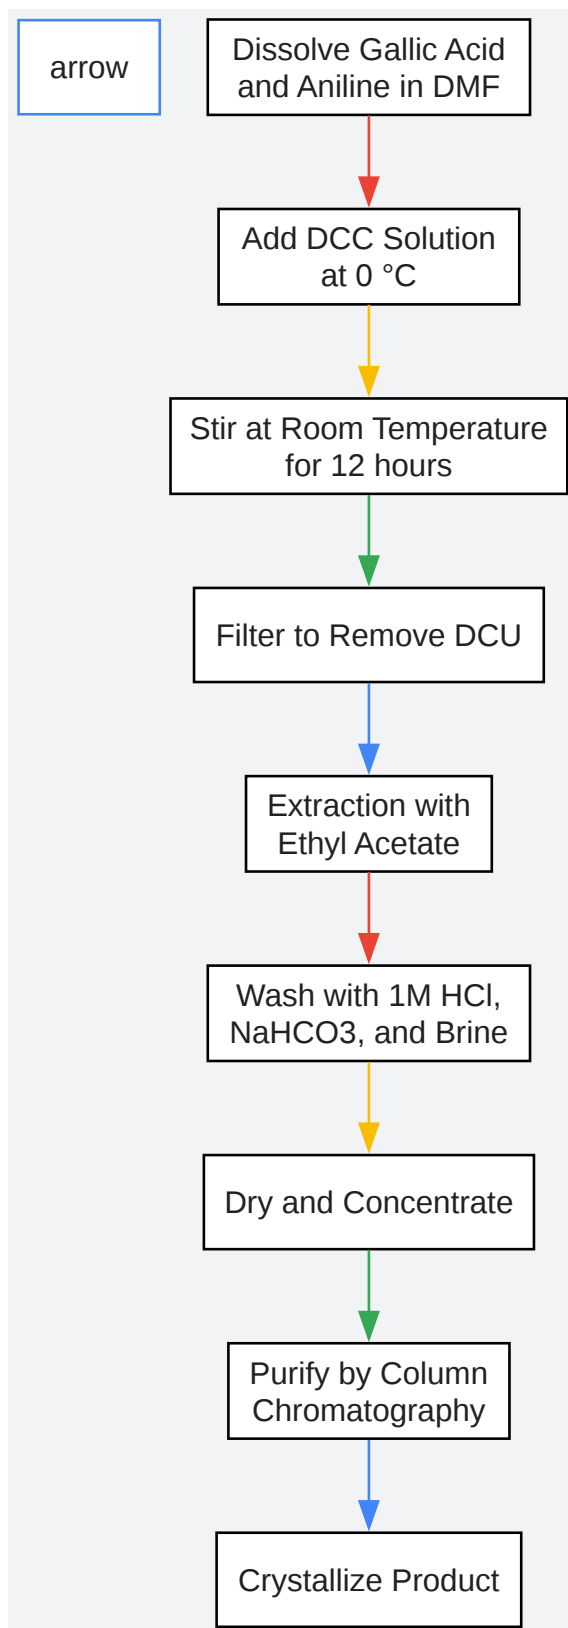 arrow
Dissolve Gallic Acid
and Aniline in DMF
Add DCC Solution
at 0 °C
Stir at Room Temperature
for 12 hours
Filter to Remove DCU
Extraction with
Ethyl Acetate
Wash with 1M HCl,
NaHCO3, and Brine
Dry and Concentrate
Purify by Column
Chromatography
Crystallize Product